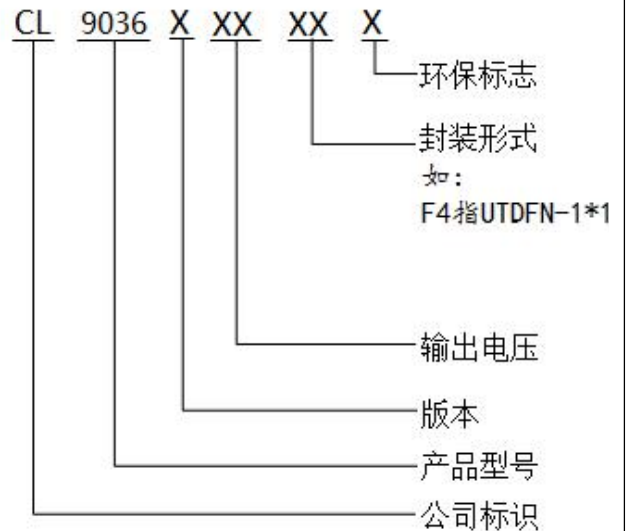 CL 9036 X XX XX X
环保标志
封装形式
如:
F4指UTDFN-1*1
输出电压
版本
产品型号
公司标识